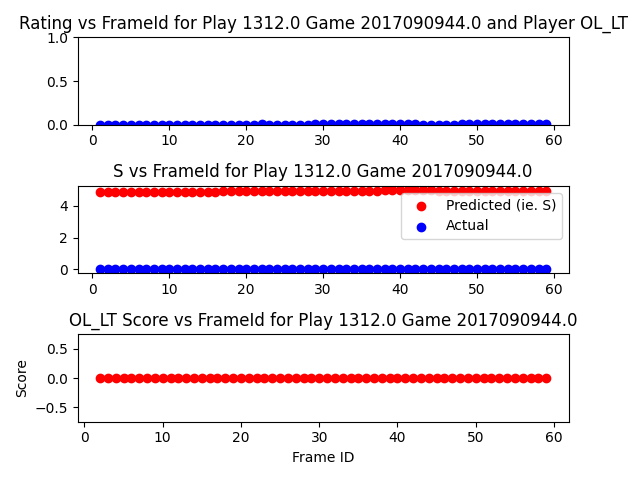 Rating vs FrameId for Play 1312.0 Game 2017090944.0 and Player OL_LT
1.0
0.5
0.0
0 10 20 30 40 50 60
S vs FrameId for Play 1312.0 Game 2017090944.0
4
2
0
Predicted (ie. S)
Actual
0 10 20 30 40 50 60
OL_LT Score vs FrameId for Play 1312.0 Game 2017090944.0
Score
0.5
0.0
−0.5
0 10 20 30 40 50 60
Frame ID